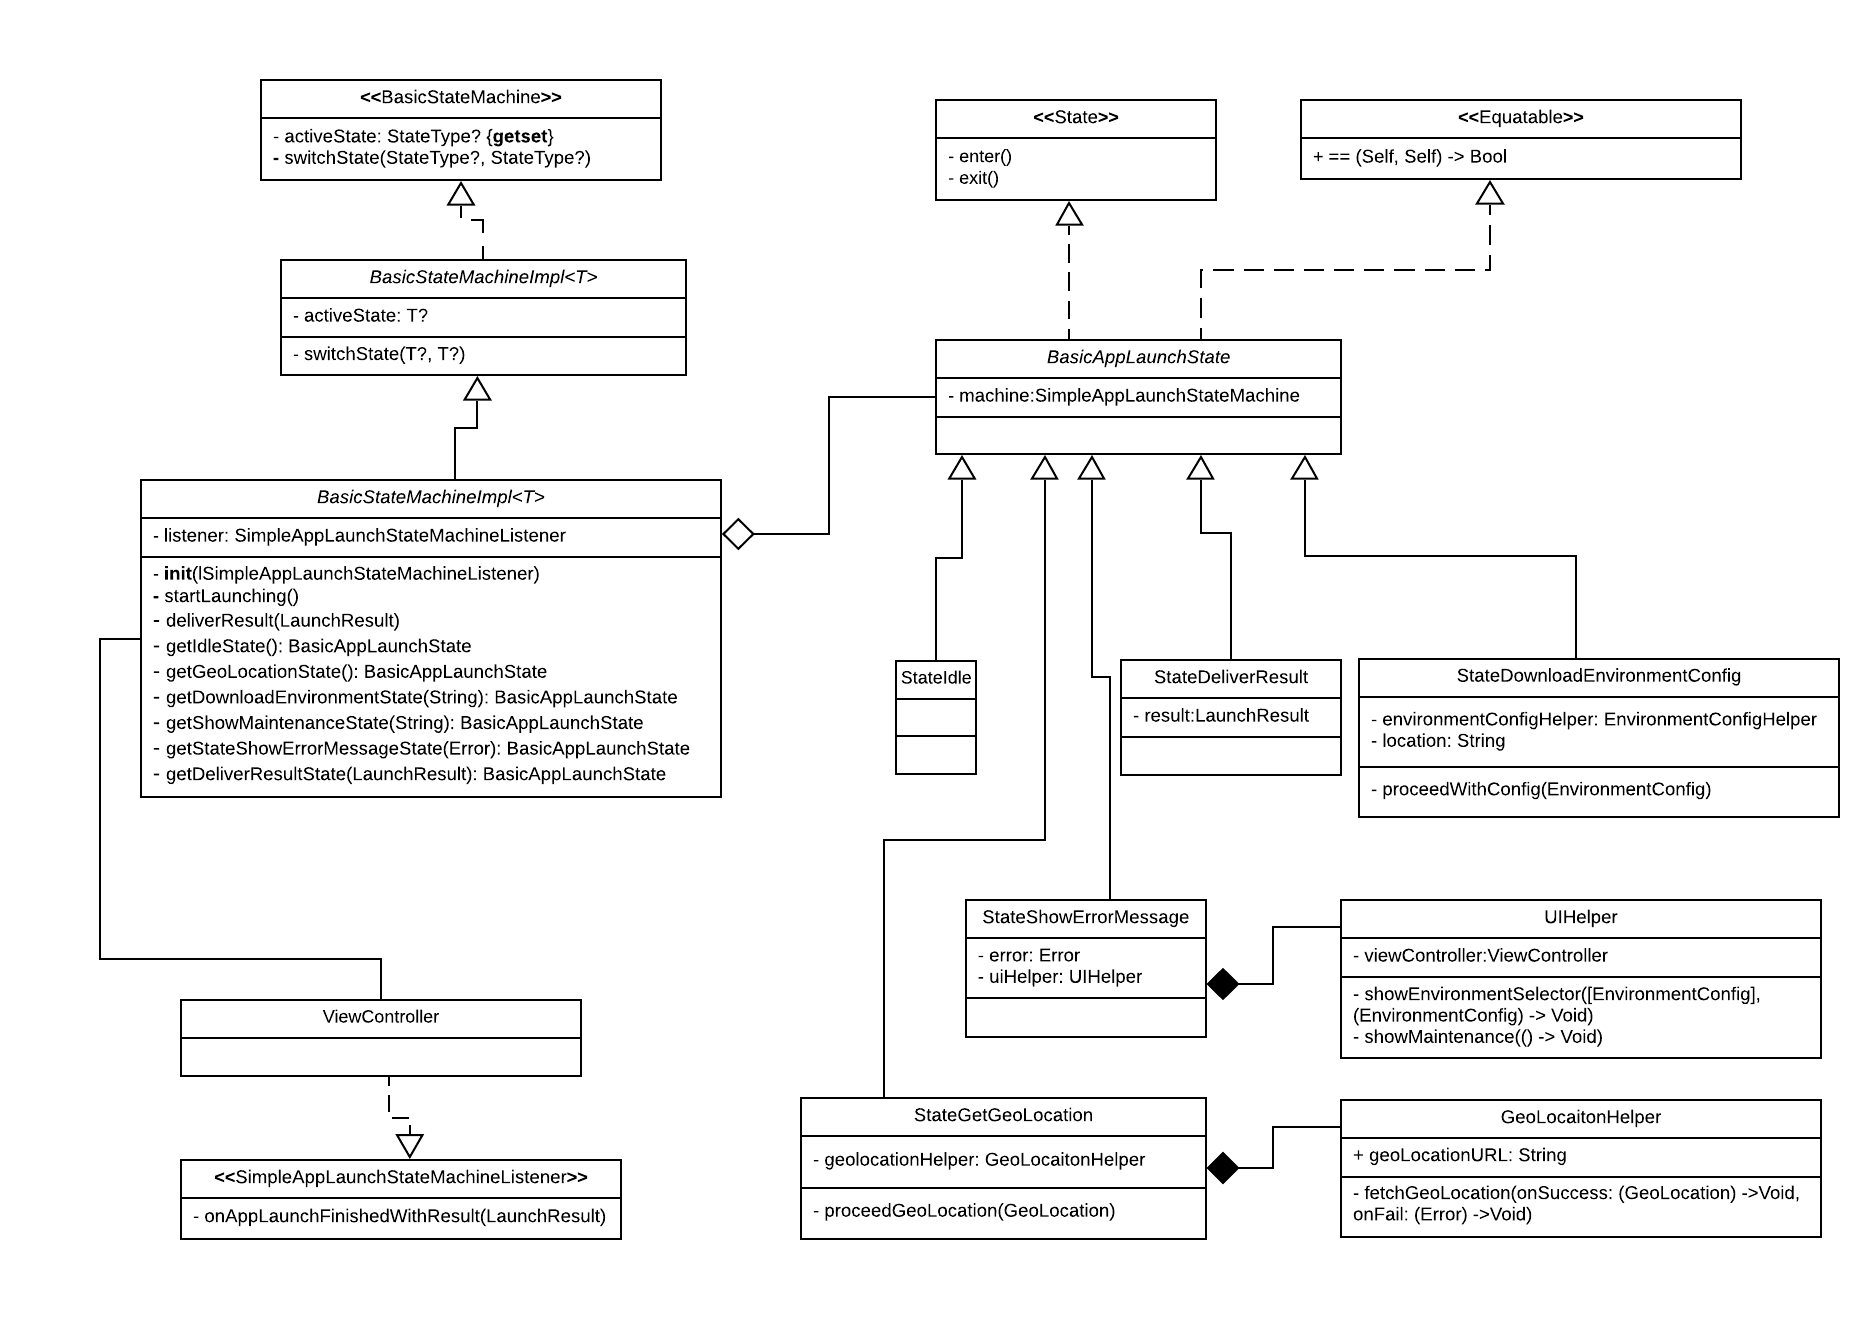 <<BasicStateMachine>>
- activeState: StateType? {getset}
- switchState(StateType?, StateType?)
<<State>>
- enter()
- exit()
<<Equatable>>
+ == (Self, Self) -> Bool
BasicStateMachineImpl<T>
- activeState: T?
- switchState(T?, T?)
BasicAppLaunchState
- machine:SimpleAppLaunchStateMachine
BasicStateMachineImpl<T>
- listener: SimpleAppLaunchStateMachineListener
- init(lSimpleAppLaunchStateMachineListener)
- startLaunching()
- deliverResult(LaunchResult)
- getIdleState(): BasicAppLaunchState
- getGeoLocationState(): BasicAppLaunchState
- getDownloadEnvironmentState(String): BasicAppLaunchState
- getShowMaintenanceState(String): BasicAppLaunchState
- getStateShowErrorMessageState(Error): BasicAppLaunchState
- getDeliverResultState(LaunchResult): BasicAppLaunchState
StateIdle
StateDeliverResult
- result:LaunchResult
StateDownloadEnvironmentConfig
- environmentConfigHelper: EnvironmentConfigHelper
- location: String
- proceedWithConfig(EnvironmentConfig)
StateShowErrorMessage
- error: Error
- uiHelper: UIHelper
UIHelper
- viewController:ViewController
- showEnvironmentSelector([EnvironmentConfig],
(EnvironmentConfig) -> Void)
- showMaintenance(() -> Void)
ViewController
<<SimpleAppLaunchStateMachineListener>>
- onAppLaunchFinishedWithResult(LaunchResult)
StateGetGeoLocation
- geolocationHelper: GeoLocaitonHelper
- proceedGeoLocation(GeoLocation)
GeoLocaitonHelper
+ geoLocationURL: String
- fetchGeoLocation(onSuccess: (GeoLocation) ->Void,
onFail: (Error) ->Void)